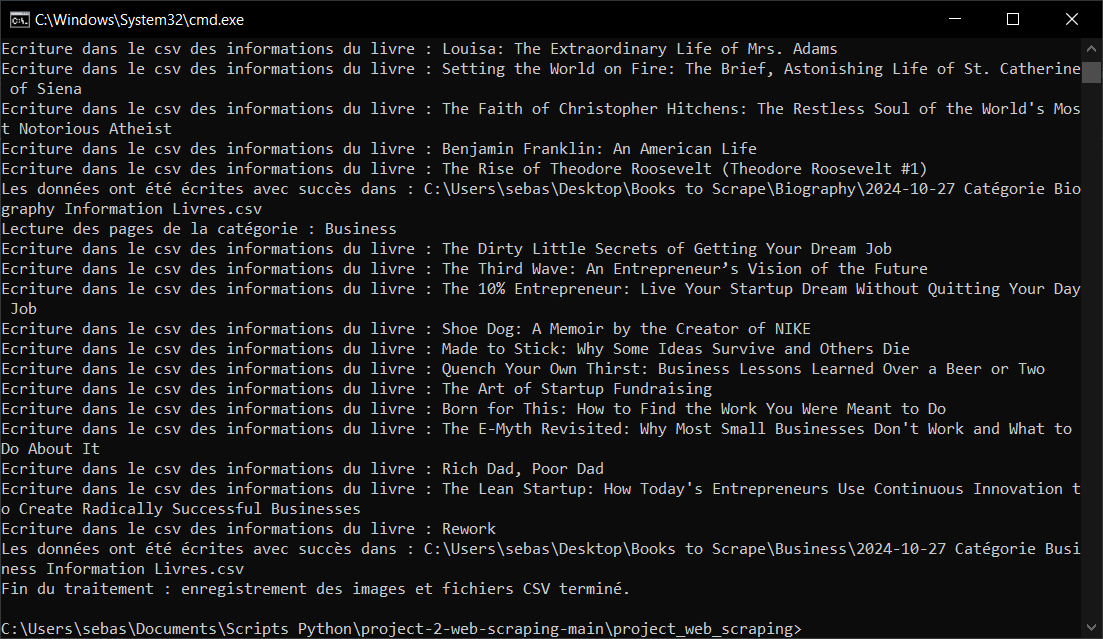 C:\Windows\System32\cmd.exe
Ecriture dans le csv des informations du livre : Louisa: The Extraordinary Life of Mrs. Adams
Ecriture dans le csv des informations du livre : Setting the World on Fire: The Brief, Astonishing Life of St. Catherine
 of Siena
Ecriture dans le csv des informations du livre : The Faith of Christopher Hitchens: The Restless Soul of the World's Mos
t Notorious Atheist
Ecriture dans le csv des informations du livre : Benjamin Franklin: An American Life
Ecriture dans le csv des informations du livre : The Rise of Theodore Roosevelt (Theodore Roosevelt #1)
Les données ont été écrites avec succès dans : C:\Users\sebas\Desktop\Books to Scrape\Biography\2024-10-27 Catégorie Bio
graphy Information Livres.csv
Lecture des pages de la catégorie : Business
Ecriture dans le csv des informations du livre : The Dirty Little Secrets of Getting Your Dream Job
Ecriture dans le csv des informations du livre : The Third Wave: An Entrepreneur’s Vision of the Future
Ecriture dans le csv des informations du livre : The 10% Entrepreneur: Live Your Startup Dream Without Quitting Your Day
 Job
Ecriture dans le csv des informations du livre : Shoe Dog: A Memoir by the Creator of NIKE
Ecriture dans le csv des informations du livre : Made to Stick: Why Some Ideas Survive and Others Die
Ecriture dans le csv des informations du livre : Quench Your Own Thirst: Business Lessons Learned Over a Beer or Two
Ecriture dans le csv des informations du livre : The Art of Startup Fundraising
Ecriture dans le csv des informations du livre : Born for This: How to Find the Work You Were Meant to Do
Ecriture dans le csv des informations du livre : The E-Myth Revisited: Why Most Small Businesses Don't Work and What to
Do About It
Ecriture dans le csv des informations du livre : Rich Dad, Poor Dad
Ecriture dans le csv des informations du livre : The Lean Startup: How Today's Entrepreneurs Use Continuous Innovation t
o Create Radically Successful Businesses
Ecriture dans le csv des informations du livre : Rework
Les données ont été écrites avec succès dans : C:\Users\sebas\Desktop\Books to Scrape\Business\2024-10-27 Catégorie Busi
ness Information Livres.csv
Fin du traitement : enregistrement des images et fichiers CSV terminé.
C:\Users\sebas\Documents\Scripts Python\project-2-web-scraping-main\project_web_scraping>